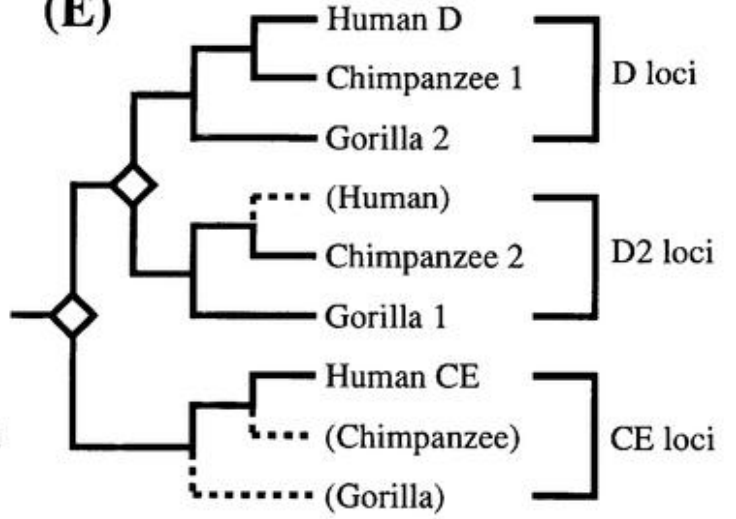 (E)
Human D
Chimpanzee 1
D loci
Gorilla 2
(Human)
Chimpanzee 2
D2 loci
Gorilla 1
Human CE
(Chimpanzee)
CE loci
(Gorilla)